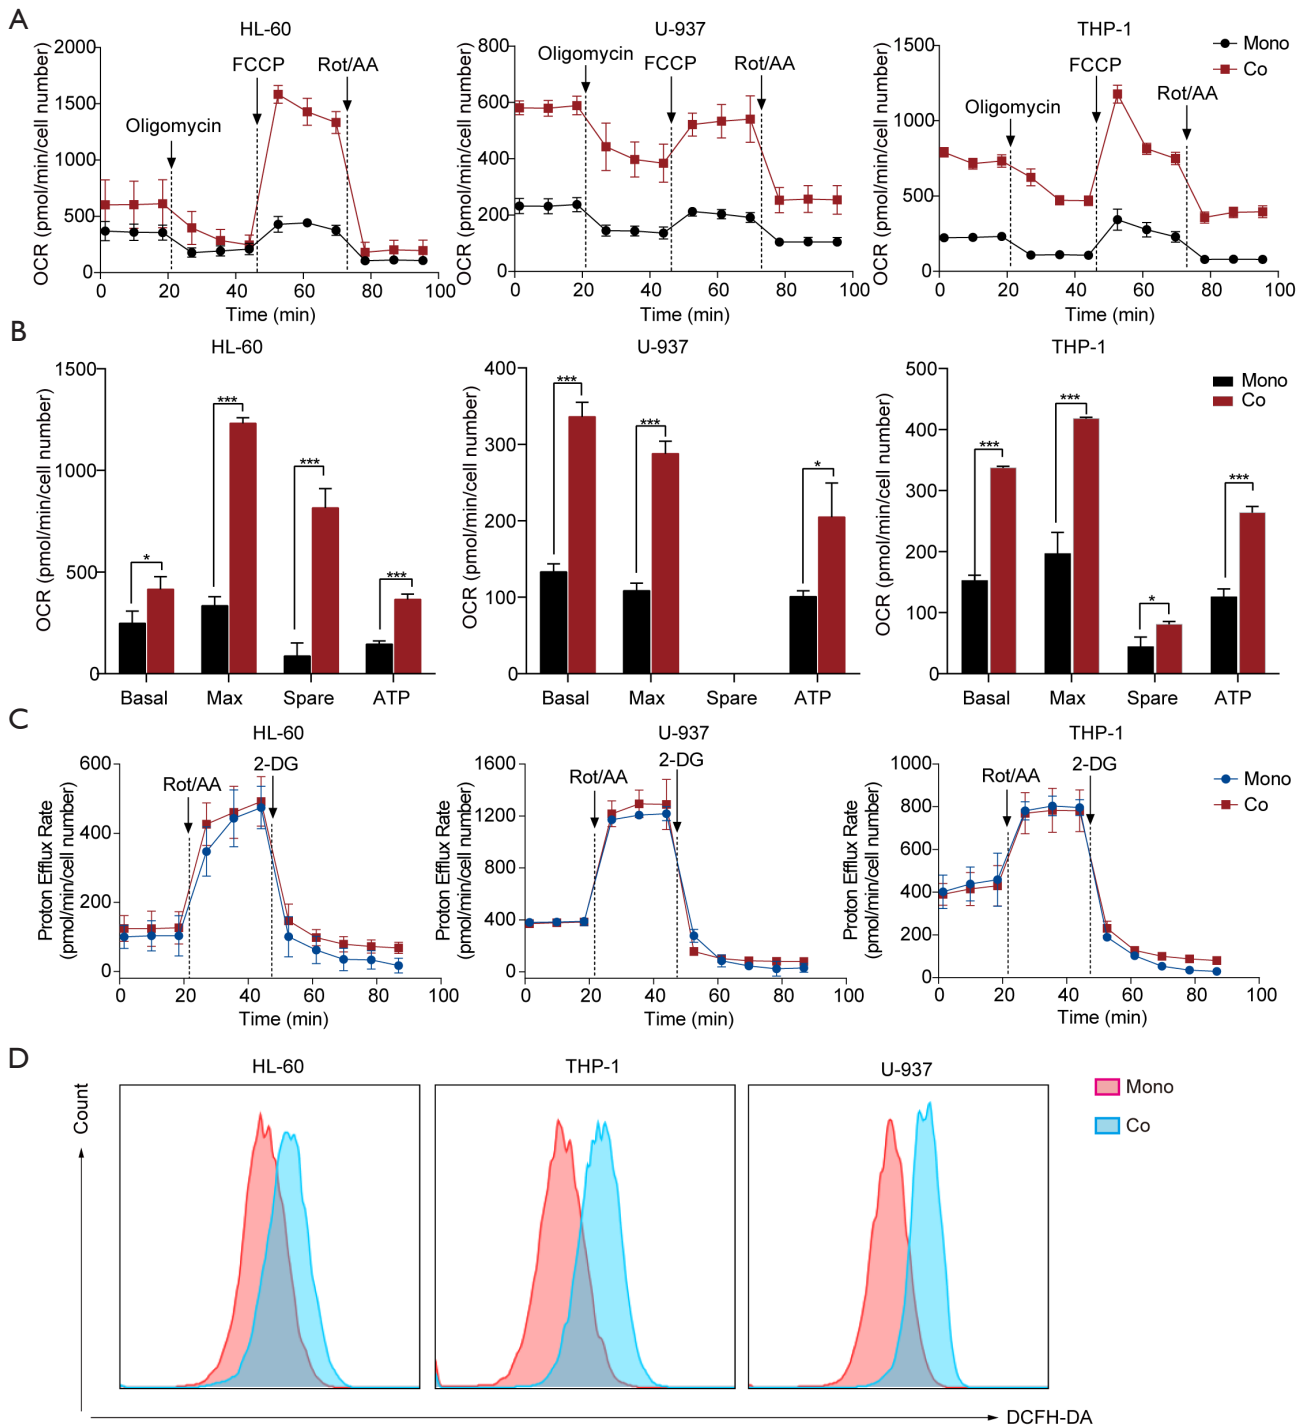 A
HL-60
U-937
THP-1
OCR (pmol/min/cell number)
2000
1500
1000
500
0
Oligomycin
FCCP
Rot/AA
0 20 40 60 80 100
Time (min)
OCR (pmol/min/cell number)
800
600
400
200
0
Oligomycin
FCCP
Rot/AA
0 20 40 60 80 100
Time (min)
OCR (pmol/min/cell number)
1500
1000
500
0
Oligomycin
FCCP
Rot/AA
0 20 40 60 80 100
Time (min)
Mono
Co
B
HL-60
U-937
THP-1
OCR (pmol/min/cell number)
1500
1000
500
0
*
***
***
***
Basal Max Spare ATP
OCR (pmol/min/cell number)
400
300
200
100
0
***
***
*
Basal Max Spare ATP
OCR (pmol/min/cell number)
500
400
300
200
100
0
***
***
*
***
Basal Max Spare ATP
Mono
Co
C
HL-60
U-937
THP-1
Proton Efflux Rate
(pmol/min/cell number)
600
400
200
0
Rot/AA
2-DG
0 20 40 60 80 100
Time (min)
Proton Efflux Rate
(pmol/min/cell number)
1600
1200
800
400
0
Rot/AA
2-DG
0 20 40 60 80 100
Time (min)
Proton Efflux Rate
(pmol/min/cell number)
1000
800
600
400
200
0
Rot/AA
2-DG
0 20 40 60 80 100
Time (min)
Mono
Co
D
HL-60
THP-1
U-937
Count
Mono
Co
DCFH-DA